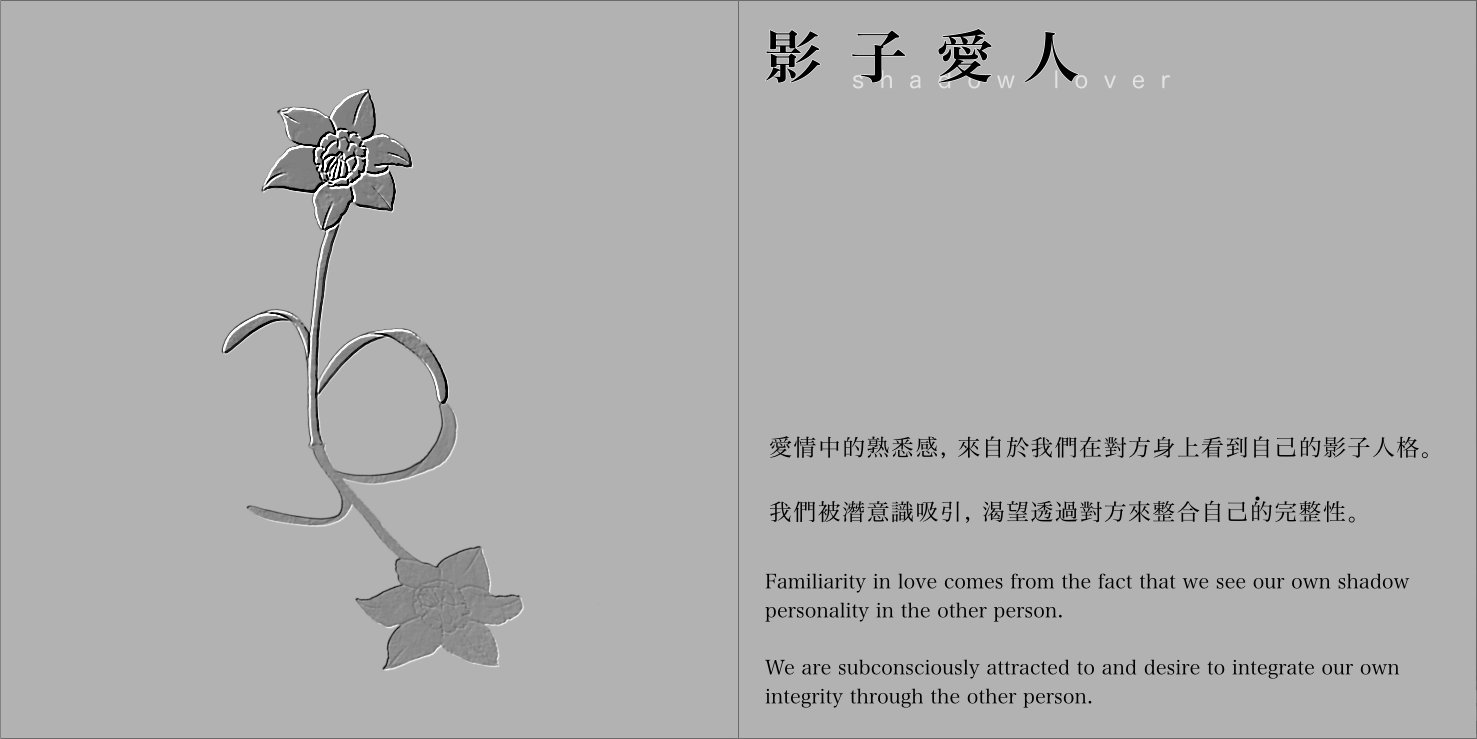 影子愛人
shadow lover
愛情中的熟悉感，來自於我們在對方身上看到自己的影子人格。
我們被潛意識吸引，渴望透過對方來整合自己的完整性。
Familiarity in love comes from the fact that we see our own shadow
personality in the other person.
We are subconsciously attracted to and desire to integrate our own
integrity through the other person.